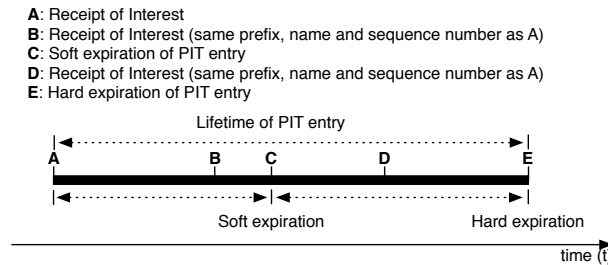 A: Receipt of Interest
B: Receipt of Interest (same prefix, name and sequence number as A)
C: Soft expiration of PIT entry
D: Receipt of Interest (same prefix, name and sequence number as A)
E: Hard expiration of PIT entry
Lifetime of PIT entry
A B C D E
Soft expiration Hard expiration
time (t)